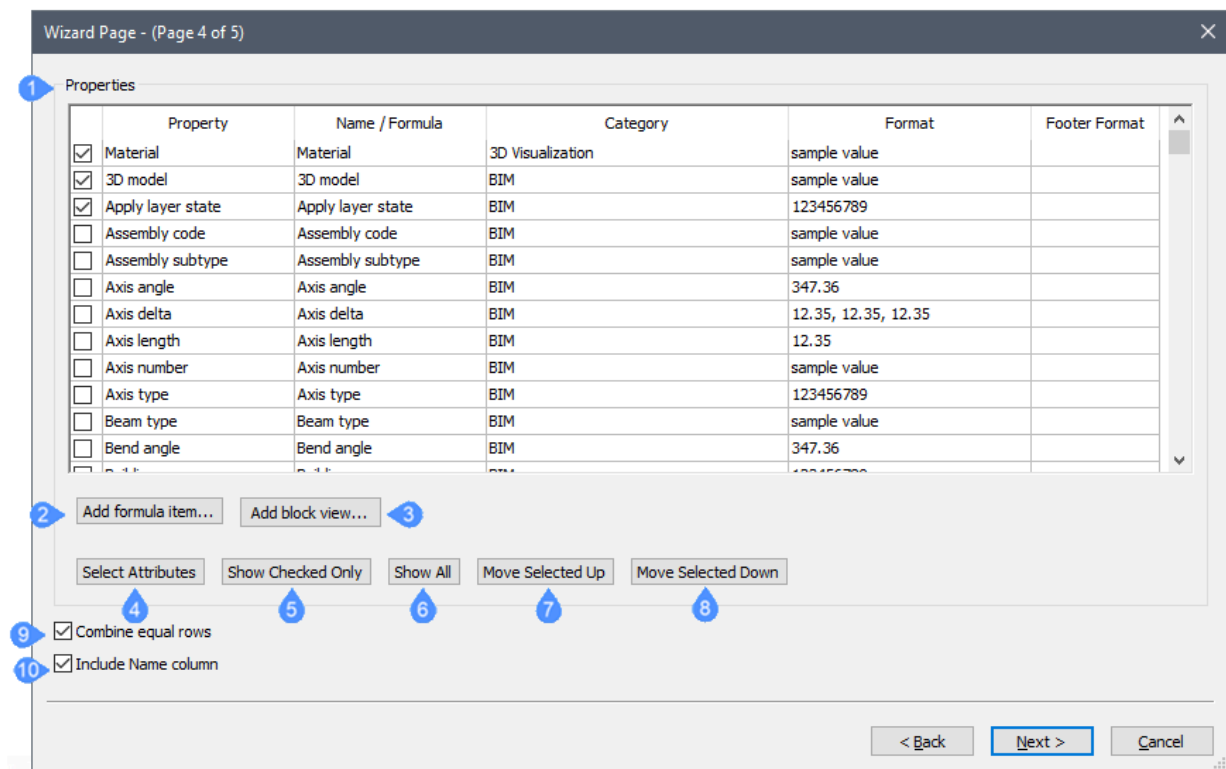 Wizard Page - (Page 4 of 5)
1 Properties
Property Name / Formula Category Format Footer Format
Material Material 3D Visualization sample value
3D model 3D model BIM sample value
Apply layer state Apply layer state BIM 123456789
Assembly code Assembly code BIM sample value
Assembly subtype Assembly subtype BIM sample value
Axis angle Axis angle BIM 347.36
Axis delta Axis delta BIM 12.35, 12.35, 12.35
Axis length Axis length BIM 12.35
Axis number Axis number BIM sample value
Axis type Axis type BIM 123456789
Beam type Beam type BIM sample value
Bend angle Bend angle BIM 347.36
2 Add formula item... Add block view... 3
Select Attributes Show Checked Only Show All Move Selected Up Move Selected Down
4 5 6 7 8
9 Combine equal rows
10 Include Name column
< Back Next > Cancel